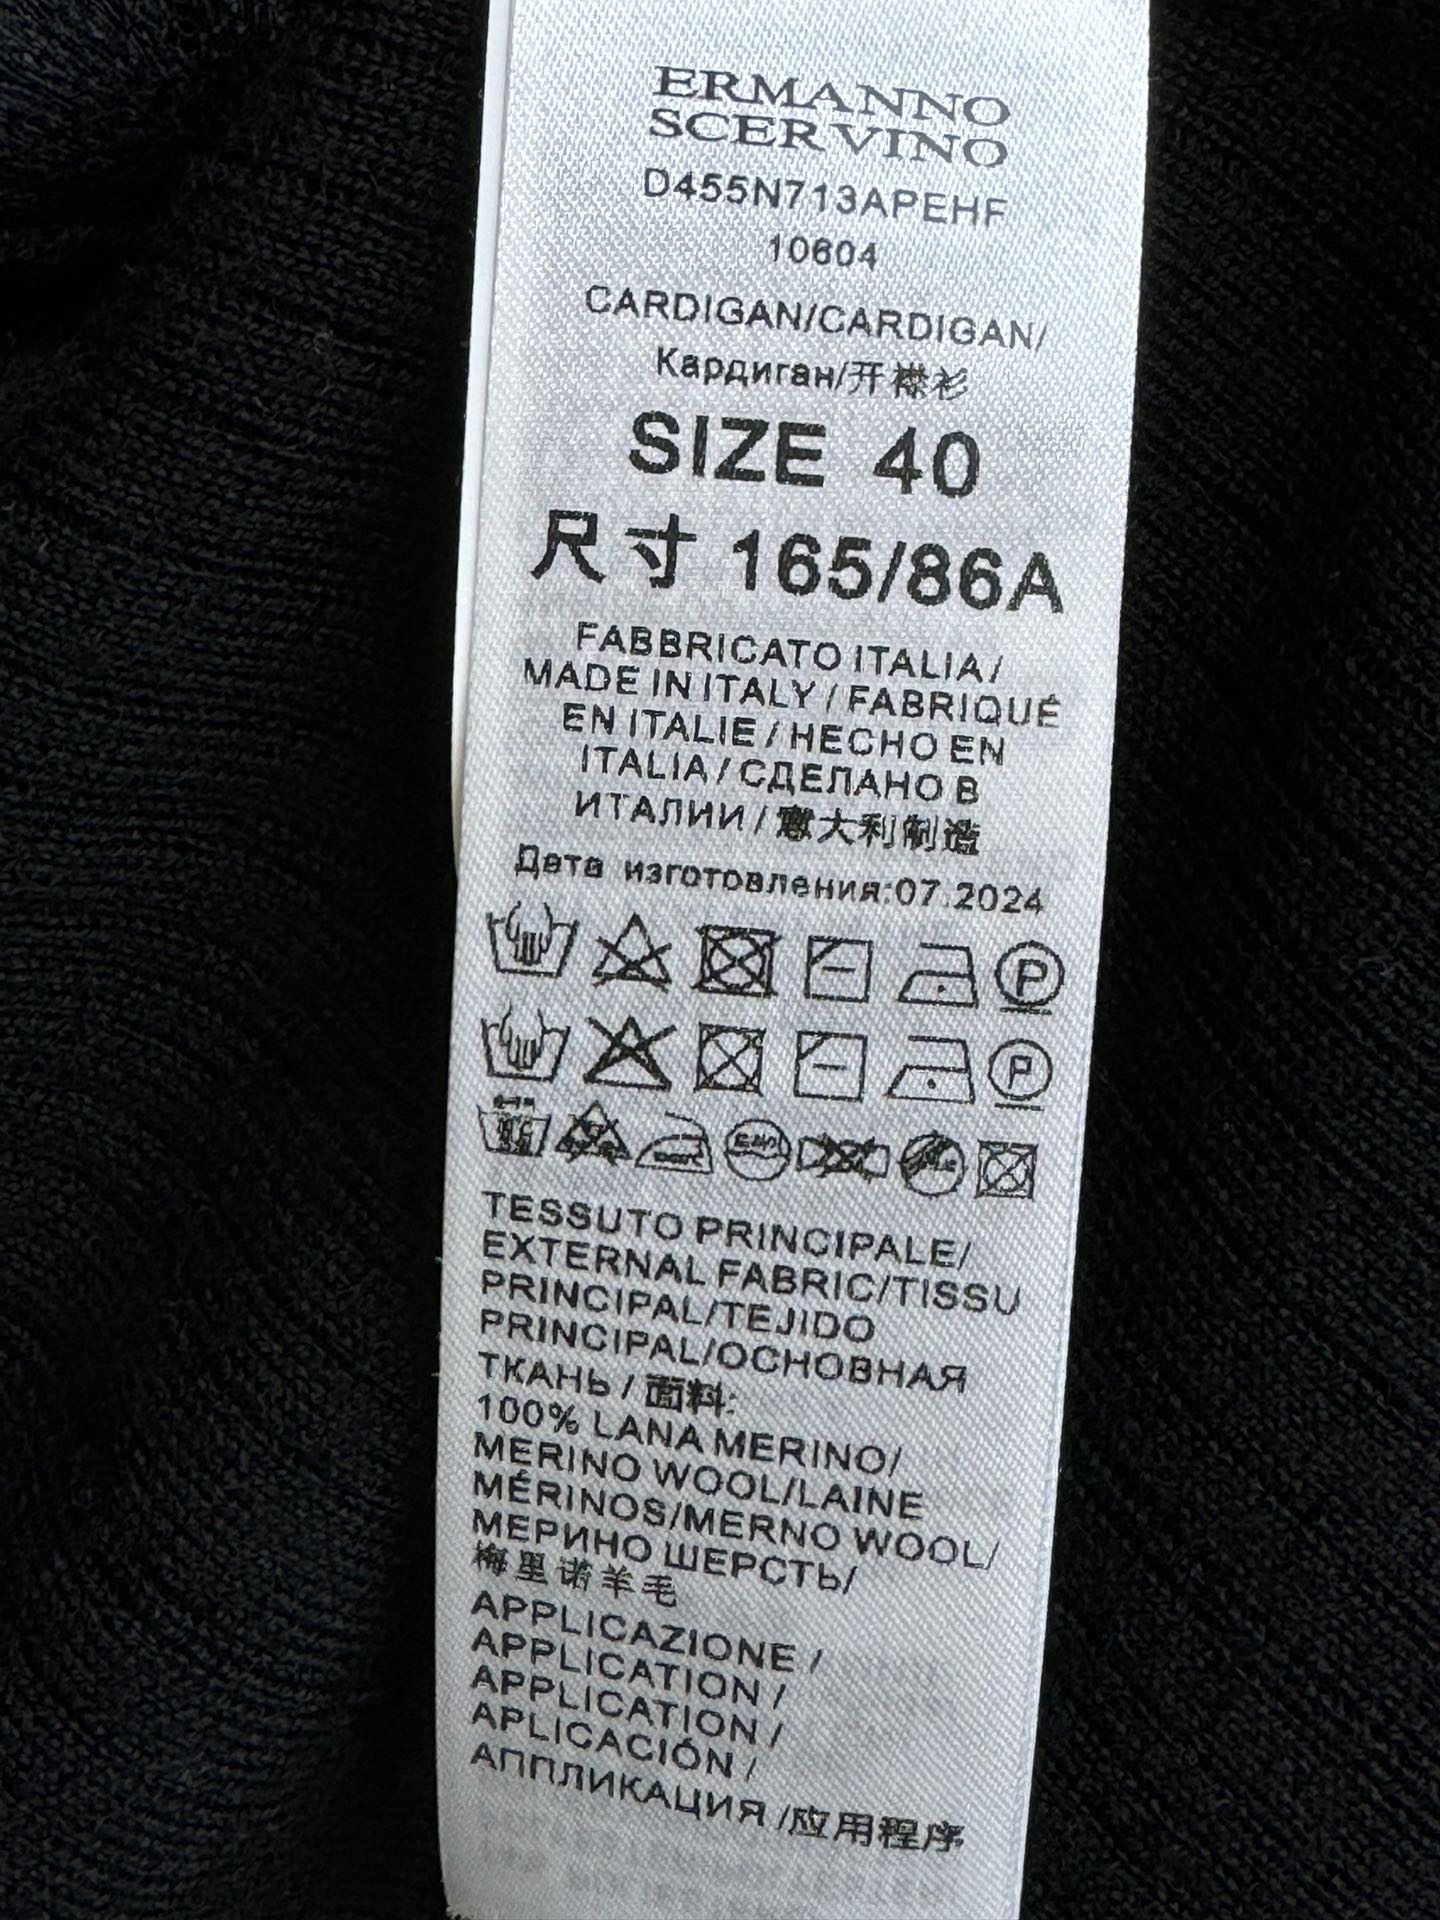 ERMANNO
SCERVINO
D455N713APEHF
10604
CARDIGAN/CARDIGAN/
Кардиган/开襟衫
SIZE 40
尺寸 165/86A
FABBRICATO ITALIA/
MADE IN ITALY / FABRIQUÉ
EN ITALIE / HECHO EN
ITALIA / СДЕЛАНО В
ИТАЛИИ / 意大利制造
Дата изготовления:07.2024
P
P
TESSUTO PRINCIPALE/
EXTERNAL FABRIC/TISSU
PRINCIPAL/TEJIDO
PRINCIPAL/ОСНОВНАЯ
ТКАНЬ / 面料:
100% LANA MERINO/
MERINO WOOL/LAINE
MÉRINOS/MERNO WOOL/
МЕРИНО ШЕРСТЬ/
梅里诺羊毛
APPLICAZIONE /
APPLICATION /
APPLICATION /
APLICACIÓN /
АППЛИКАЦИЯ /应用程序